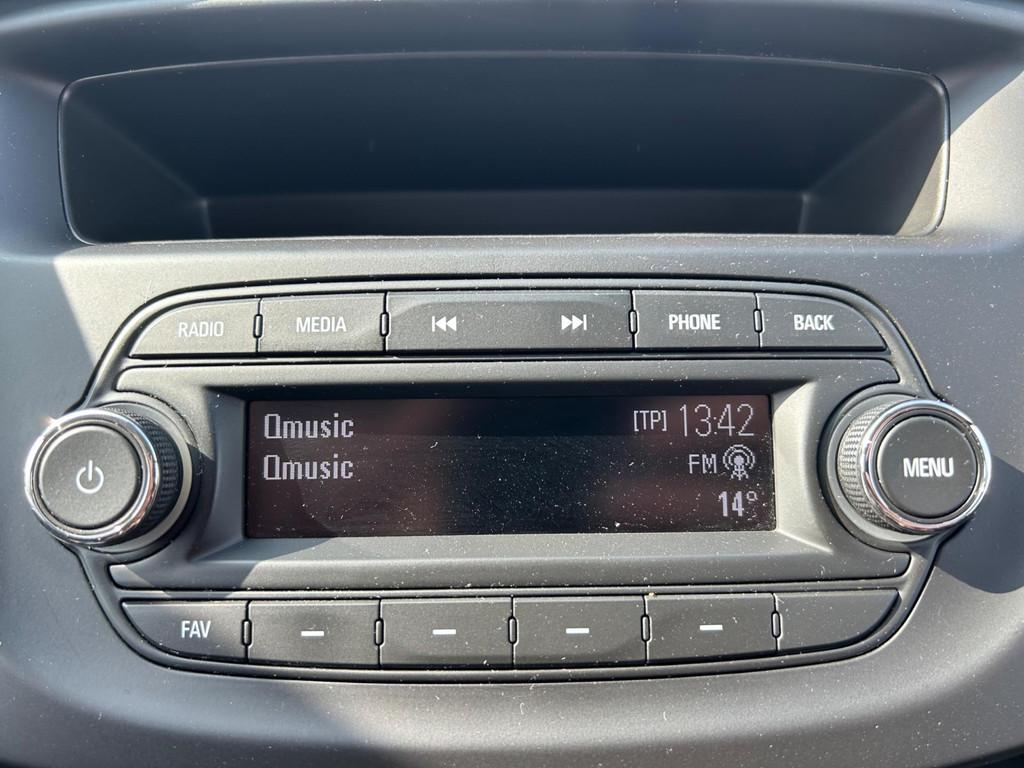 RADIO MEDIA PHONE BACK
Qmusic [TP] 13:42
Qmusic FM
14°
MENU
FAV